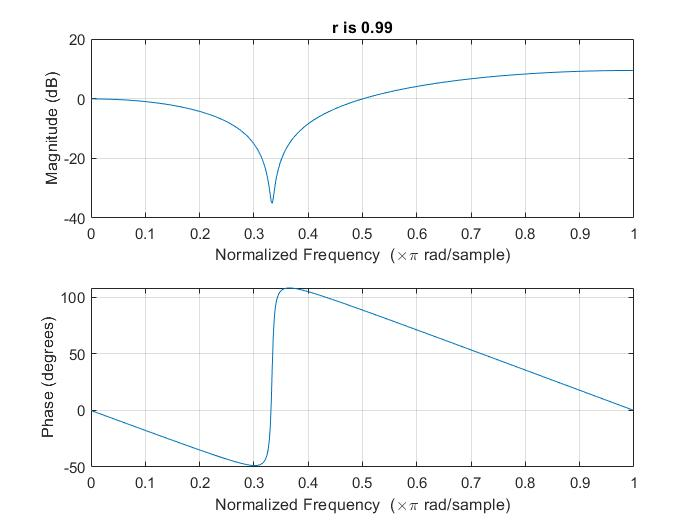 r is 0.99
20
0
-20
-40
Magnitude (dB)
0 0.1 0.2 0.3 0.4 0.5 0.6 0.7 0.8 0.9 1
Normalized Frequency (×π rad/sample)
100
50
0
-50
Phase (degrees)
0 0.1 0.2 0.3 0.4 0.5 0.6 0.7 0.8 0.9 1
Normalized Frequency (×π rad/sample)